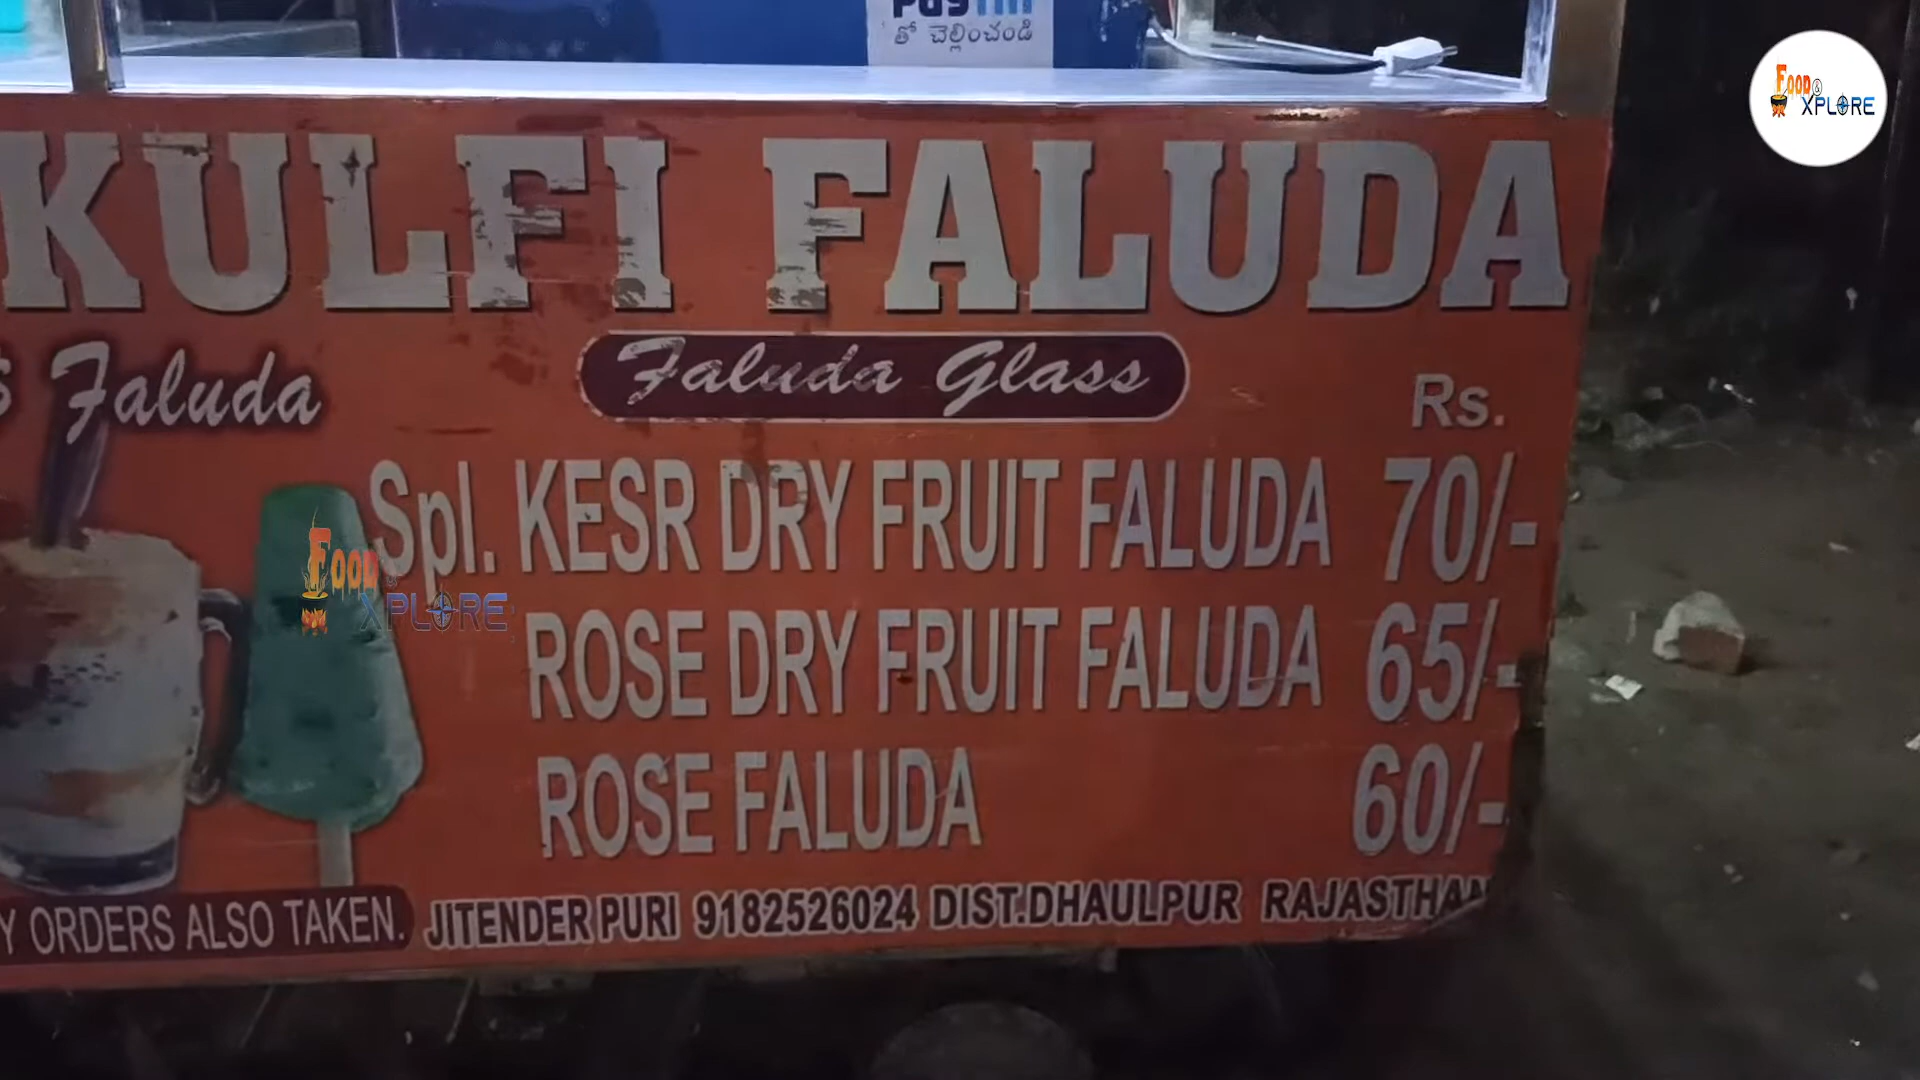 Paytm
తో చెల్లించండి
FOOD & XPLORE
KULFI FALUDA
Faluda
Faluda Glass
Rs.
Spl. KESR DRY FRUIT FALUDA 70/-
FOOD & XPLORE
ROSE DRY FRUIT FALUDA 65/-
ROSE FALUDA 60/-
ORDERS ALSO TAKEN.
JITENDER PURI 9182526024 DIST.DHAULPUR RAJASTHAN